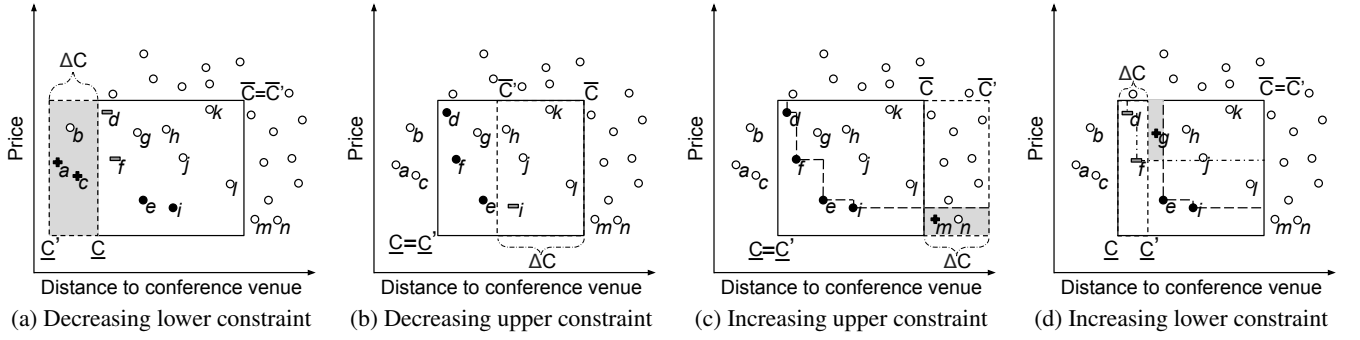 Price
ΔC
C̅=C̅'
b
a
c
d
f
g
h
k
j
l
e
i
m
n
C̲'
C̲
Distance to conference venue
(a) Decreasing lower constraint
Price
C̅'
C̅
b
a
c
d
f
g
h
k
j
l
e
i
m
n
C̲=C̲'
ΔC
Distance to conference venue
(b) Decreasing upper constraint
Price
C̅
C̅'
b
a
c
d
f
g
h
k
j
l
e
i
m
n
C̲=C̲'
ΔC
Distance to conference venue
(c) Increasing upper constraint
Price
ΔC
C̅=C̅'
b
a
c
d
f
g
h
k
j
l
e
i
m
n
C̲
C̲'
Distance to conference venue
(d) Increasing lower constraint